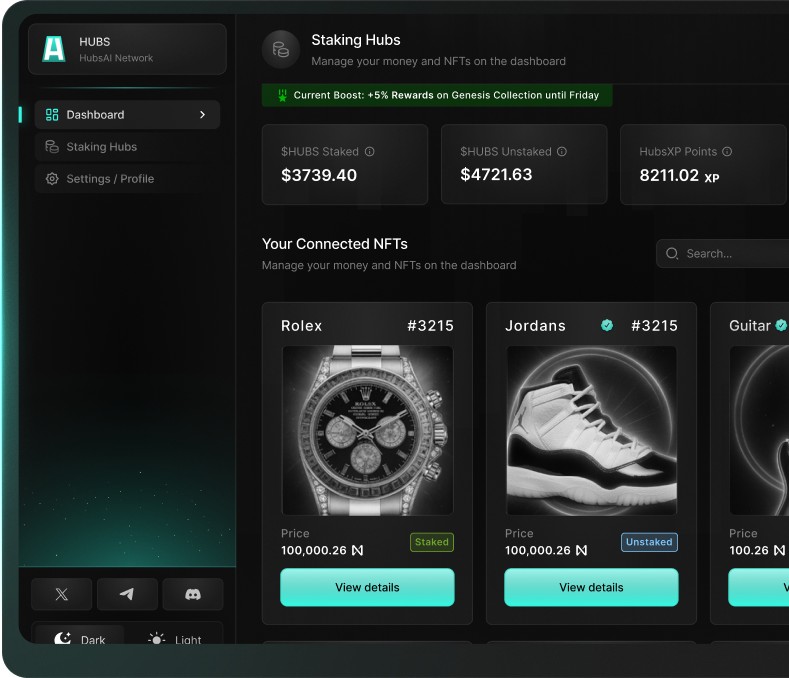 HUBS
HubsAI Network
Dashboard
Staking Hubs
Settings / Profile
Dark
Light
Staking Hubs
Manage your money and NFTs on the dashboard
Current Boost: +5% Rewards on Genesis Collection until Friday
$HUBS Staked
$3739.40
$HUBS Unstaked
$4721.63
HubsXP Points
8211.02 XP
Your Connected NFTs
Manage your money and NFTs on the dashboard
Search...
Rolex #3215
ROLEX
Price
100,000.26
Staked
View details
Jordans #3215
Price
100,000.26
Unstaked
View details
Guitar
Price
100.26
V